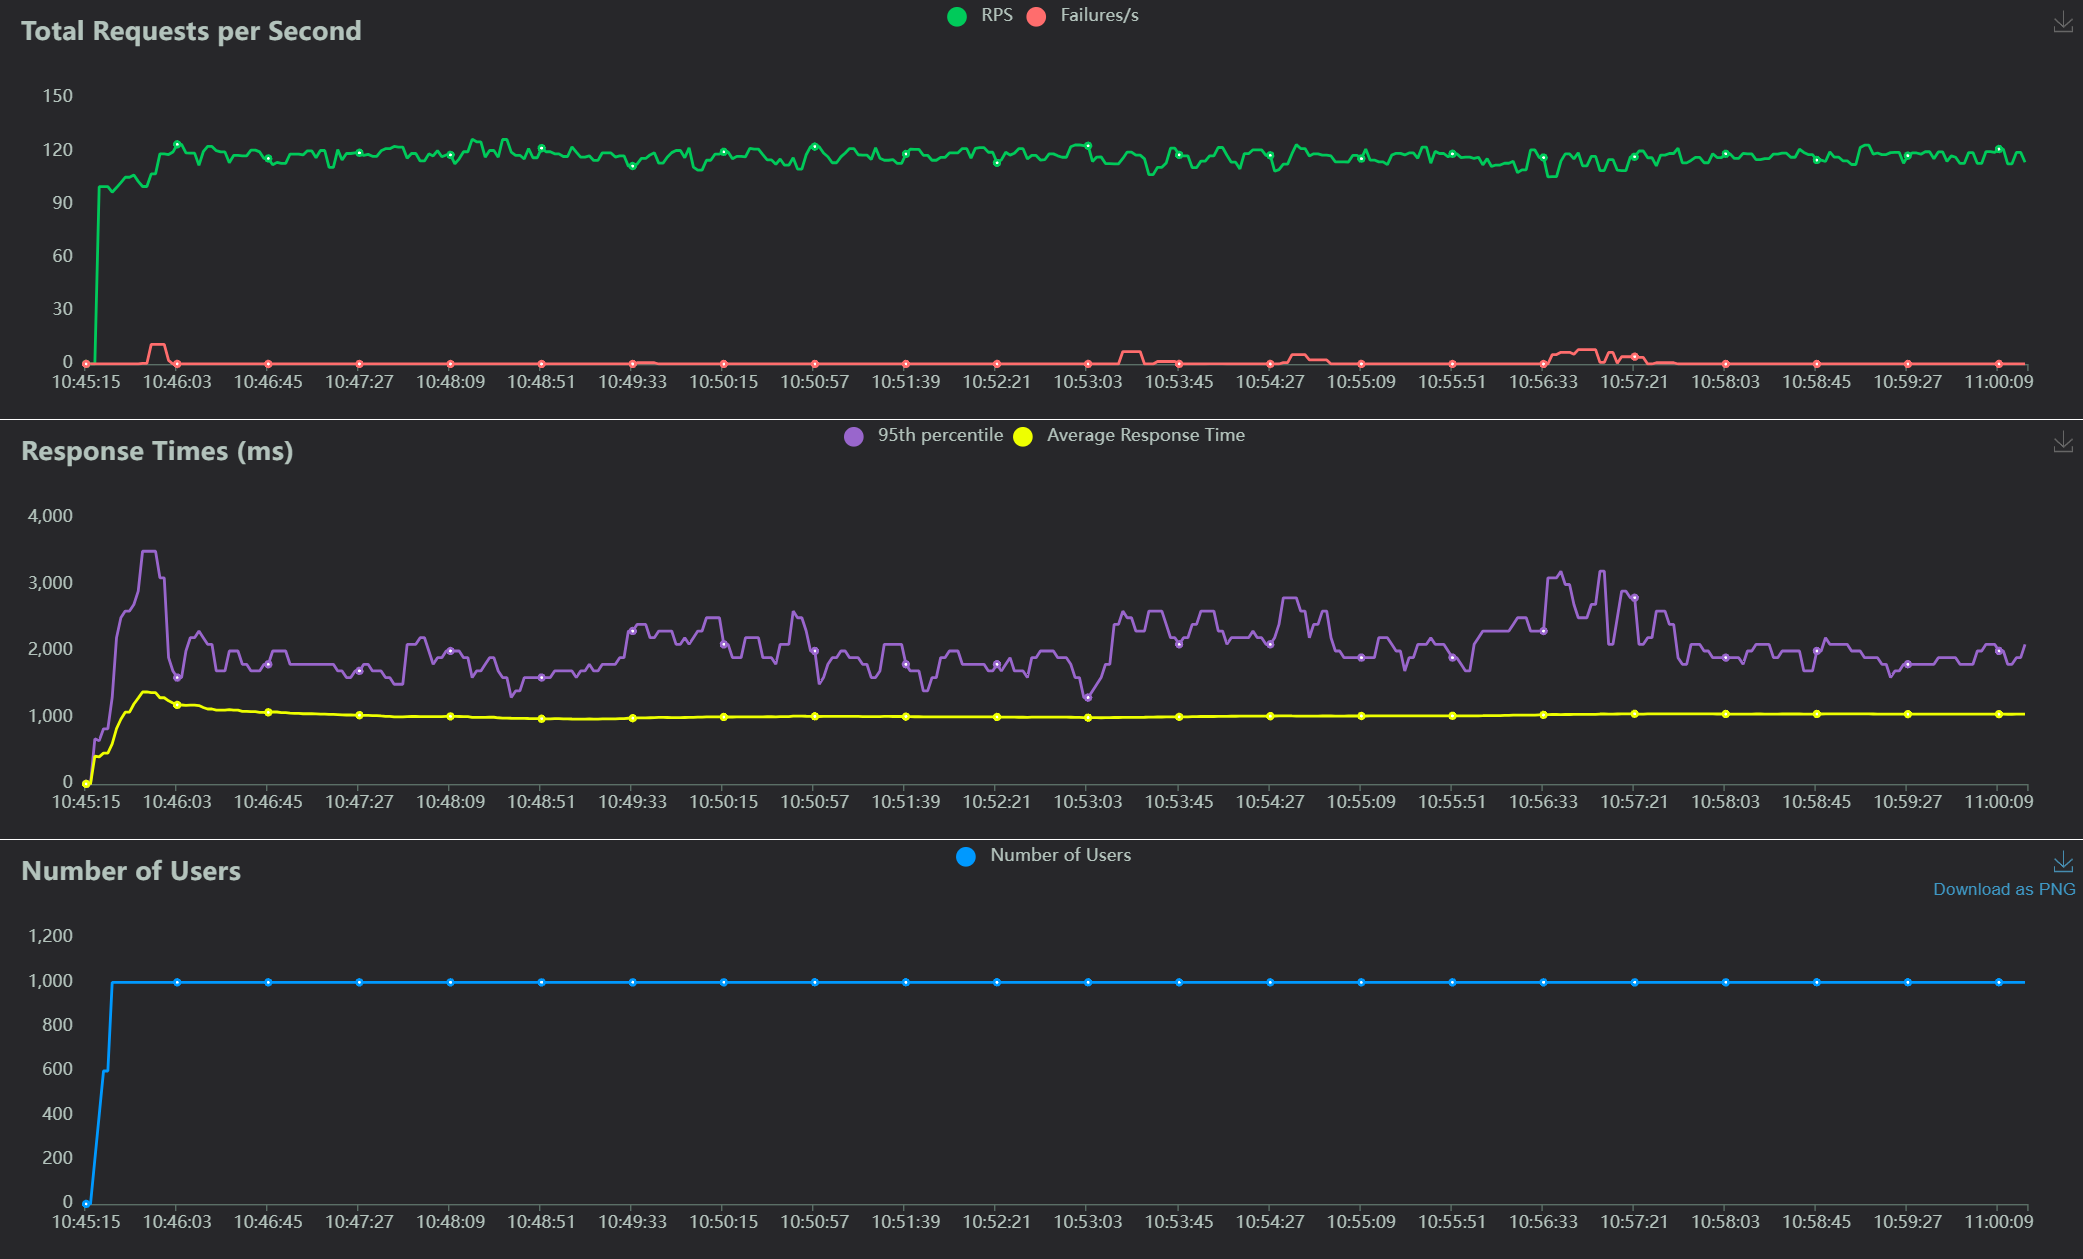 Total Requests per Second
RPS Failures/s
150
120
90
60
30
0
10:45:15 10:46:03 10:46:45 10:47:27 10:48:09 10:48:51 10:49:33 10:50:15 10:50:57 10:51:39 10:52:21 10:53:03 10:53:45 10:54:27 10:55:09 10:55:51 10:56:33 10:57:21 10:58:03 10:58:45 10:59:27 11:00:09
Response Times (ms)
95th percentile Average Response Time
4,000
3,000
2,000
1,000
0
10:45:15 10:46:03 10:46:45 10:47:27 10:48:09 10:48:51 10:49:33 10:50:15 10:50:57 10:51:39 10:52:21 10:53:03 10:53:45 10:54:27 10:55:09 10:55:51 10:56:33 10:57:21 10:58:03 10:58:45 10:59:27 11:00:09
Number of Users
Number of Users
Download as PNG
1,200
1,000
800
600
400
200
0
10:45:15 10:46:03 10:46:45 10:47:27 10:48:09 10:48:51 10:49:33 10:50:15 10:50:57 10:51:39 10:52:21 10:53:03 10:53:45 10:54:27 10:55:09 10:55:51 10:56:33 10:57:21 10:58:03 10:58:45 10:59:27 11:00:09